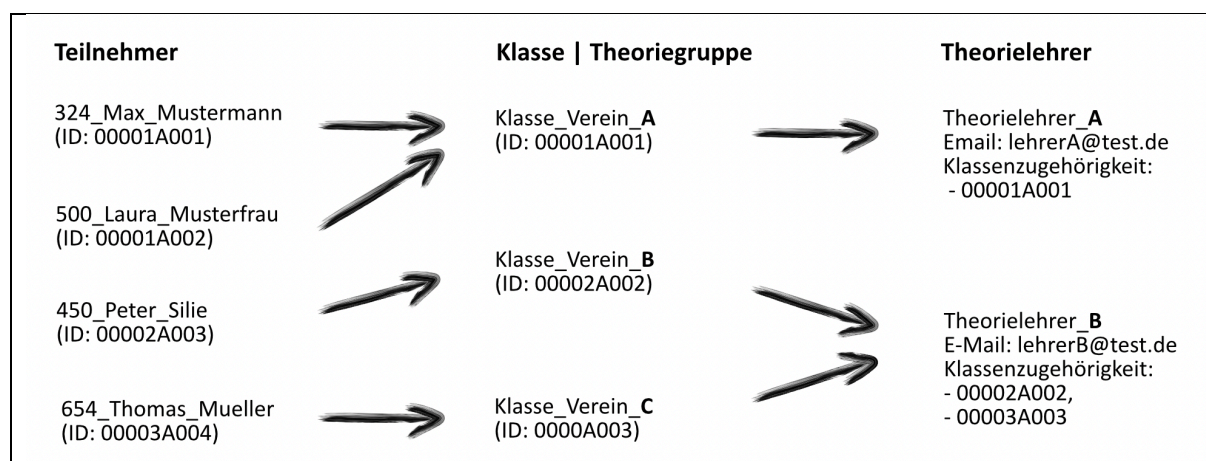 Teilnehmer
324_Max_Mustermann
(ID: 00001A001)
500_Laura_Musterfrau
(ID: 00001A002)
450_Peter_Silie
(ID: 00002A003)
654_Thomas_Mueller
(ID: 00003A004)
Klasse | Theoriegruppe
Klasse_Verein_A
(ID: 00001A001)
Klasse_Verein_B
(ID: 00002A002)
Klasse_Verein_C
(ID: 0000A003)
Theorielehrer
Theorielehrer_A
Email: lehrerA@test.de
Klassenzugehörigkeit:
- 00001A001
Theorielehrer_B
E-Mail: lehrerB@test.de
Klassenzugehörigkeit:
- 00002A002,
- 00003A003